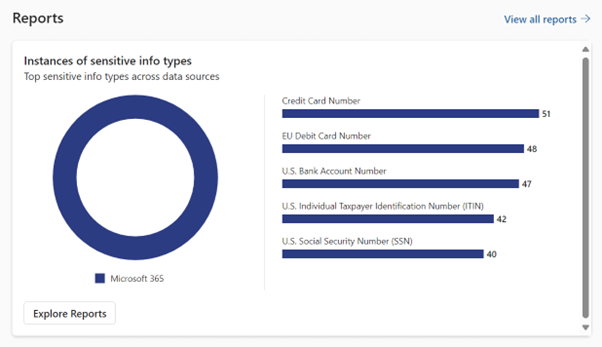 Reports
View all reports →
Instances of sensitive info types
Top sensitive info types across data sources
Microsoft 365
Credit Card Number
51
EU Debit Card Number
48
U.S. Bank Account Number
47
U.S. Individual Taxpayer Identification Number (ITIN)
42
U.S. Social Security Number (SSN)
40
Explore Reports